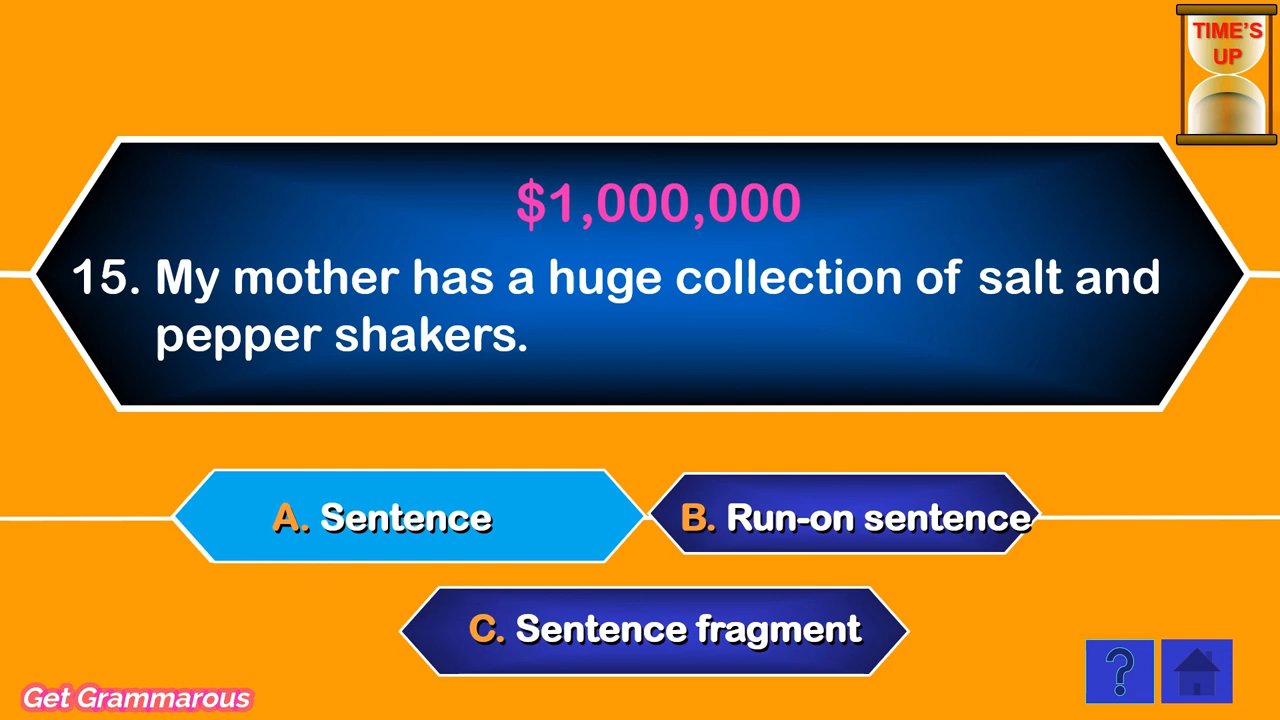 TIME'S
UP
$1,000,000
15. My mother has a huge collection of salt and
pepper shakers.
A. Sentence
B. Run-on sentence
C. Sentence fragment
?
Get Grammarous